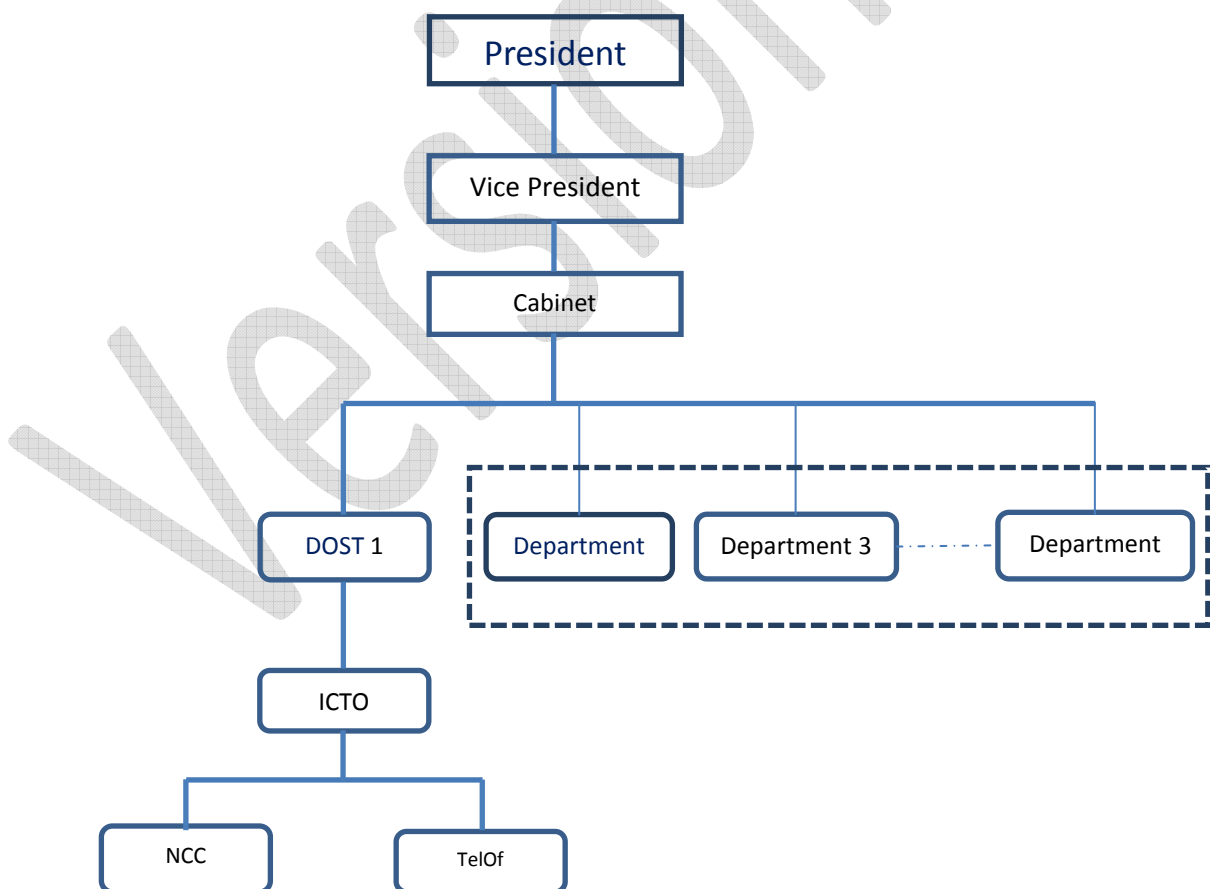 President
Vice President
Cabinet
DOST 1
Department
Department 3
Department
ICTO
NCC
TelOf
Version